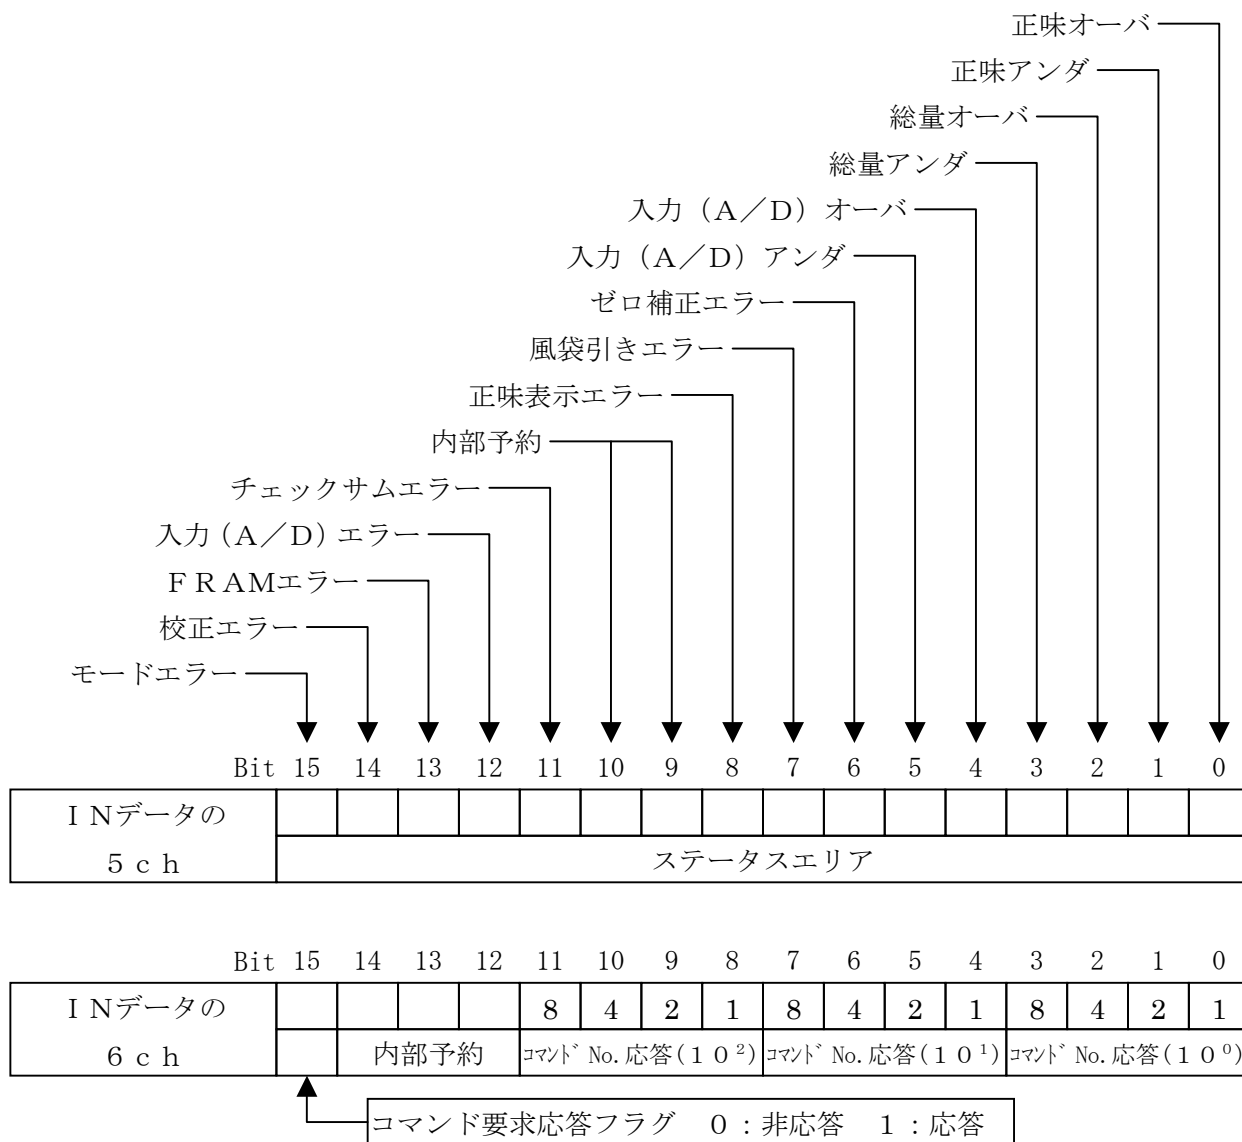 正味オーバ
正味アンダ
総量オーバ
総量アンダ
入力（A／D）オーバ
入力（A／D）アンダ
ゼロ補正エラー
風袋引きエラー
正味表示エラー
内部予約
チェックサムエラー
入力（A／D）エラー
ＦＲＡＭエラー
校正エラー
モードエラー
Bit 15 14 13 12 11 10 9 8 7 6 5 4 3 2 1 0
ＩＮデータの
５ｃｈ
ステータスエリア
Bit 15 14 13 12 11 10 9 8 7 6 5 4 3 2 1 0
ＩＮデータの 8 4 2 1 8 4 2 1 8 4 2 1
６ｃｈ 内部予約 ｺﾏﾝﾄﾞ No.応答(１０²) ｺﾏﾝﾄﾞ No.応答(１０¹) ｺﾏﾝﾄﾞ No.応答(１０⁰)
コマンド要求応答フラグ　０：非応答　１：応答